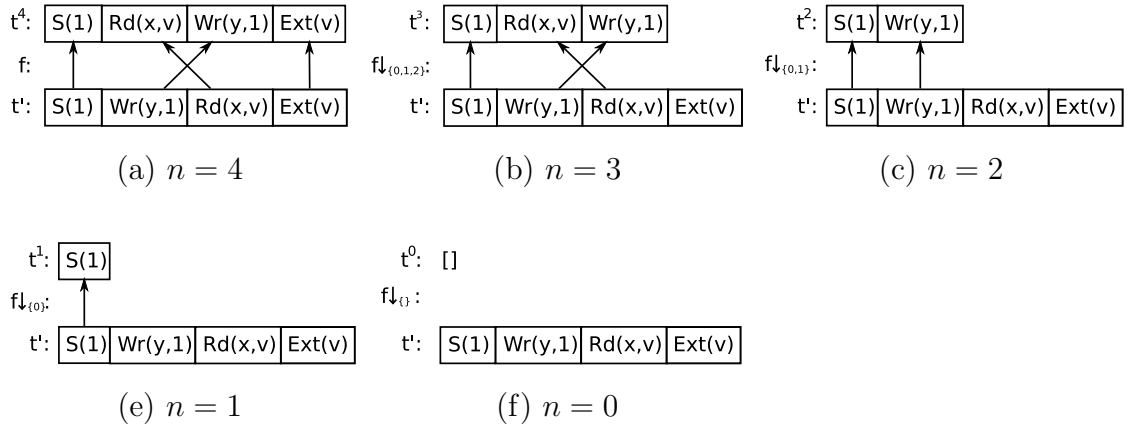 t⁴: S(1) Rd(x,v) Wr(y,1) Ext(v)
f:
t': S(1) Wr(y,1) Rd(x,v) Ext(v)
(a) n = 4
t³: S(1) Rd(x,v) Wr(y,1)
f↓{0,1,2}:
t': S(1) Wr(y,1) Rd(x,v) Ext(v)
(b) n = 3
t²: S(1) Wr(y,1)
f↓{0,1}:
t': S(1) Wr(y,1) Rd(x,v) Ext(v)
(c) n = 2
t¹: S(1)
f↓{0}:
t': S(1) Wr(y,1) Rd(x,v) Ext(v)
(e) n = 1
t⁰: []
f↓{} :
t': S(1) Wr(y,1) Rd(x,v) Ext(v)
(f) n = 0